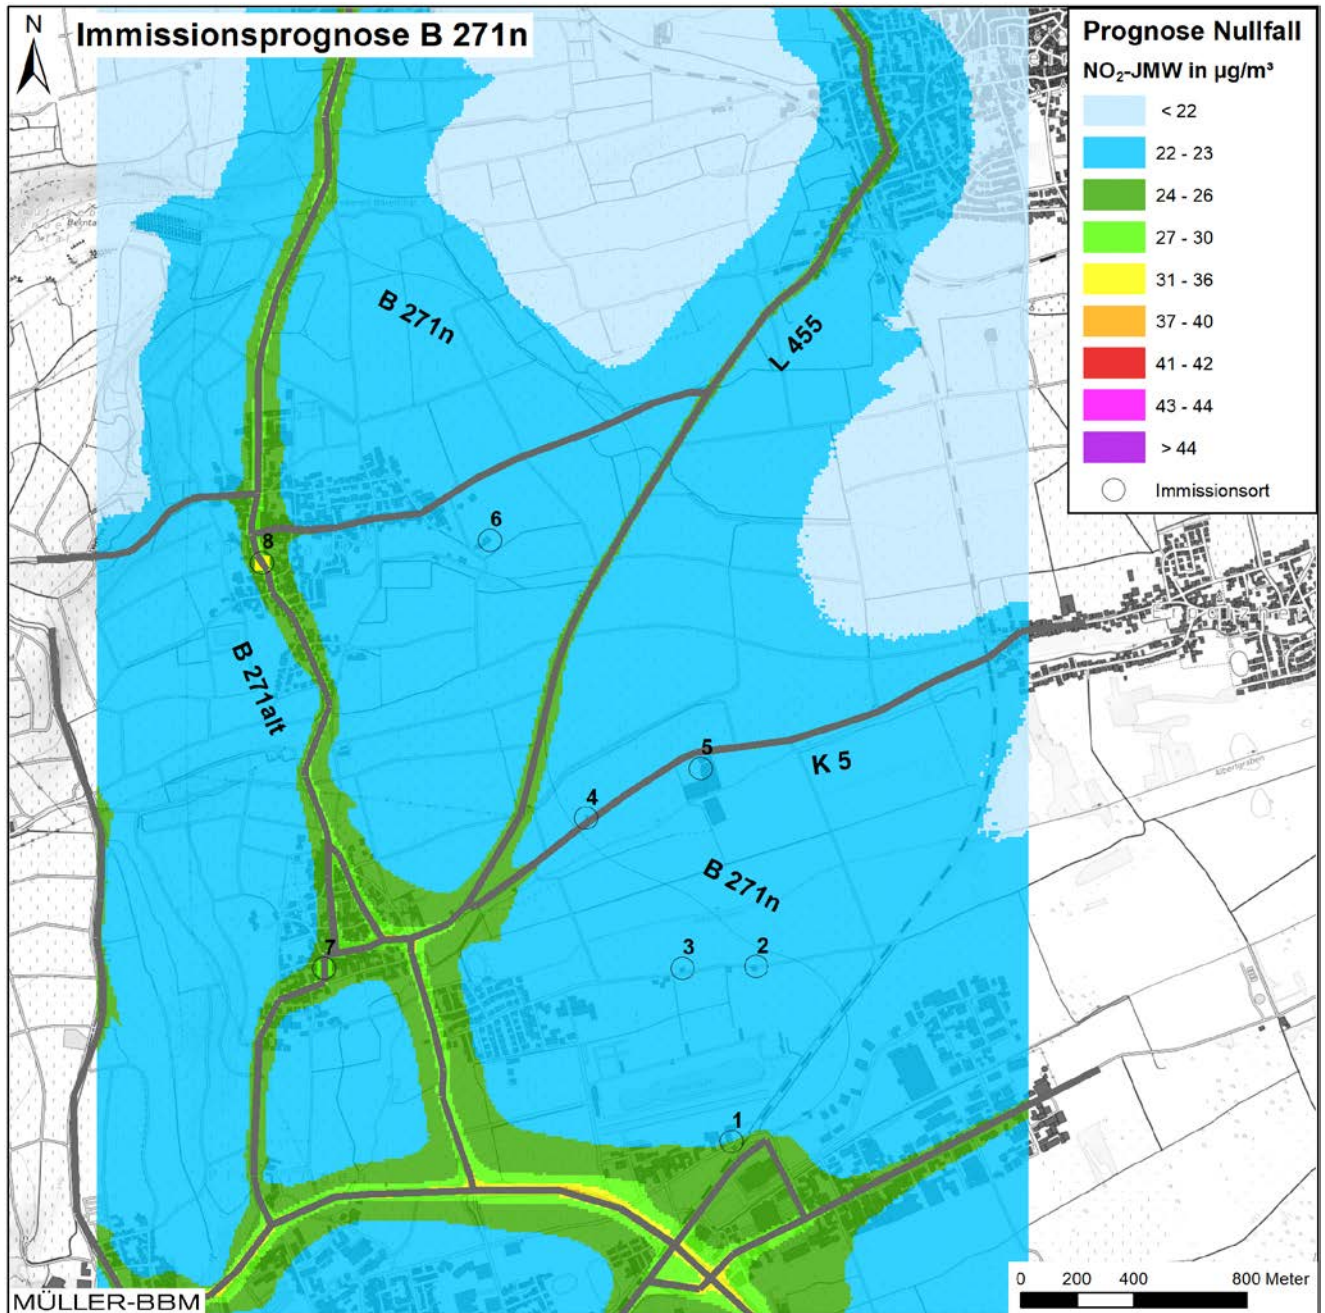 N
Immissionsprognose B 271n
Prognose Nullfall
NO₂-JMW in µg/m³
< 22
22 - 23
24 - 26
27 - 30
31 - 36
37 - 40
41 - 42
43 - 44
> 44
Immissionsort
B 271n
L 455
6
8
B 271alt
5
K 5
4
B 271n
7
3
2
1
0 200 400 800 Meter
MÜLLER-BBM